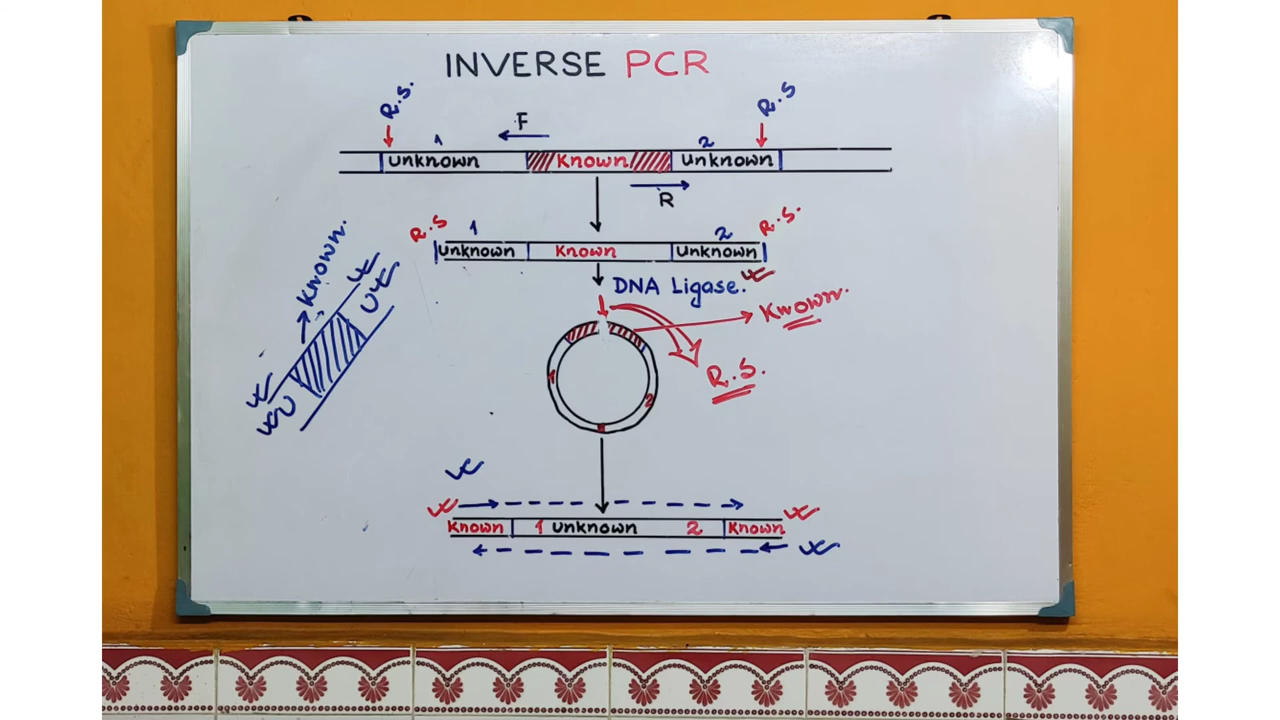 INVERSE PCR
R.S.
R.S
1
F
2
Unknown
Known
Unknown
R
R.S
1
2
R.S.
Unknown
Known
Unknown
DNA Ligase.
Known.
Known.
R.S.
1
2
Known
1 Unknown 2
Known